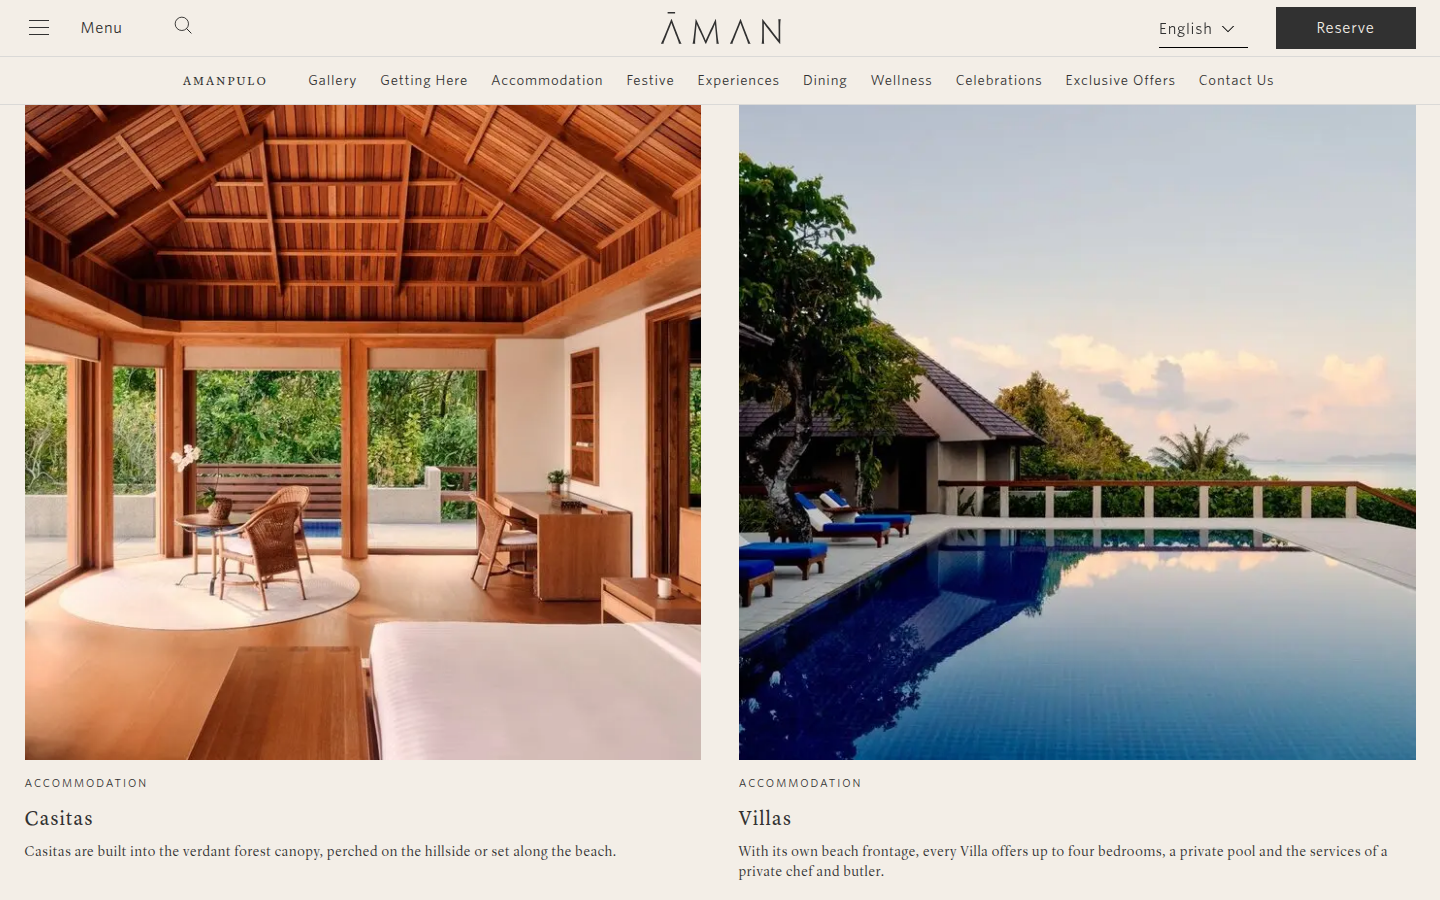 Menu
ĀMAN
English
Reserve
AMANPULO
Gallery
Getting Here
Accommodation
Festive
Experiences
Dining
Wellness
Celebrations
Exclusive Offers
Contact Us
ACCOMMODATION
Casitas
Casitas are built into the verdant forest canopy, perched on the hillside or set along the beach.
ACCOMMODATION
Villas
With its own beach frontage, every Villa offers up to four bedrooms, a private pool and the services of a
private chef and butler.